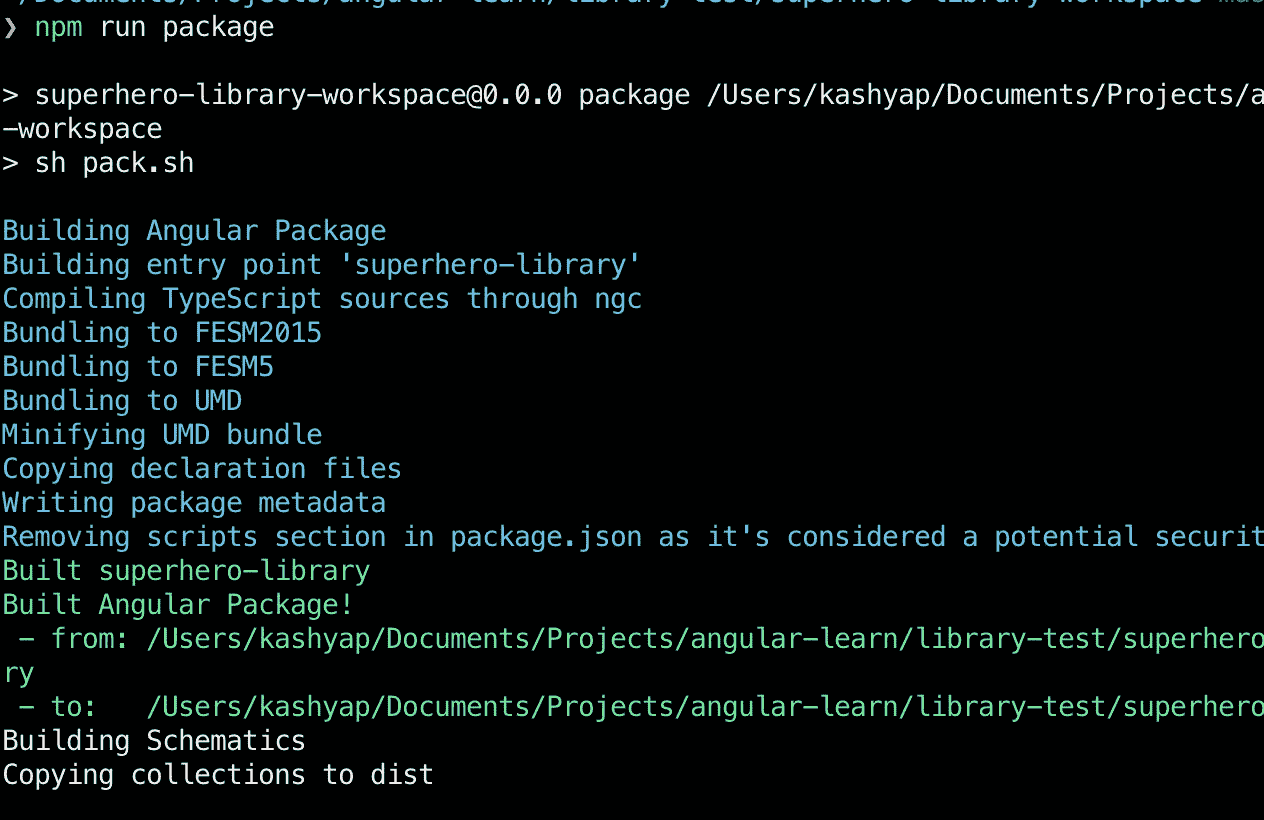 /Documents/Projects/angular-learn/library-test/superhero-library-workspace
❯ npm run package
> superhero-library-workspace@0.0.0 package /Users/kashyap/Documents/Projects/a
-workspace
> sh pack.sh
Building Angular Package
Building entry point 'superhero-library'
Compiling TypeScript sources through ngc
Bundling to FESM2015
Bundling to FESM5
Bundling to UMD
Minifying UMD bundle
Copying declaration files
Writing package metadata
Removing scripts section in package.json as it's considered a potential securit
Built superhero-library
Built Angular Package!
 - from: /Users/kashyap/Documents/Projects/angular-learn/library-test/superhero
ry
 - to:   /Users/kashyap/Documents/Projects/angular-learn/library-test/superhero
Building Schematics
Copying collections to dist